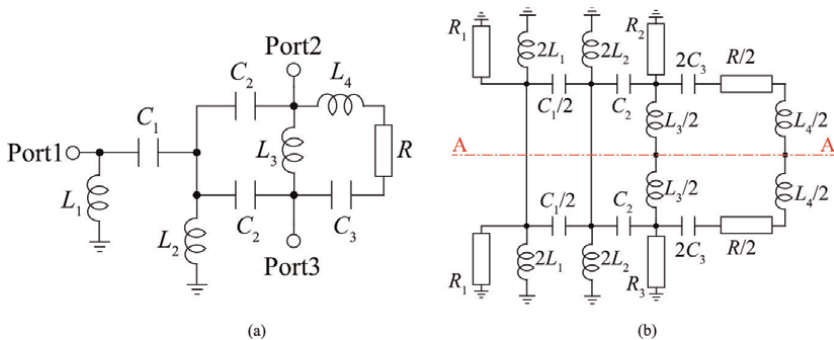 Port2
C2
L4
C1
Port1
L3
R
L1
C2
C3
L2
Port3
(a)
R1
2L1
2L2
R2
2C3
R/2
C1/2
C2
L3/2
L4/2
A
A
L3/2
L4/2
C1/2
C2
R1
2L1
2L2
R3
2C3
R/2
(b)